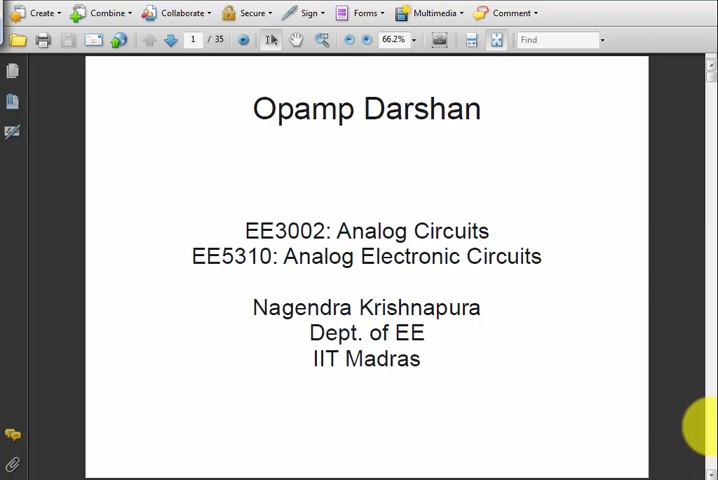 Create Combine Collaborate Secure Sign Forms Multimedia Comment
1 / 35 66.2% Find
Opamp Darshan
EE3002: Analog Circuits
EE5310: Analog Electronic Circuits
Nagendra Krishnapura
Dept. of EE
IIT Madras